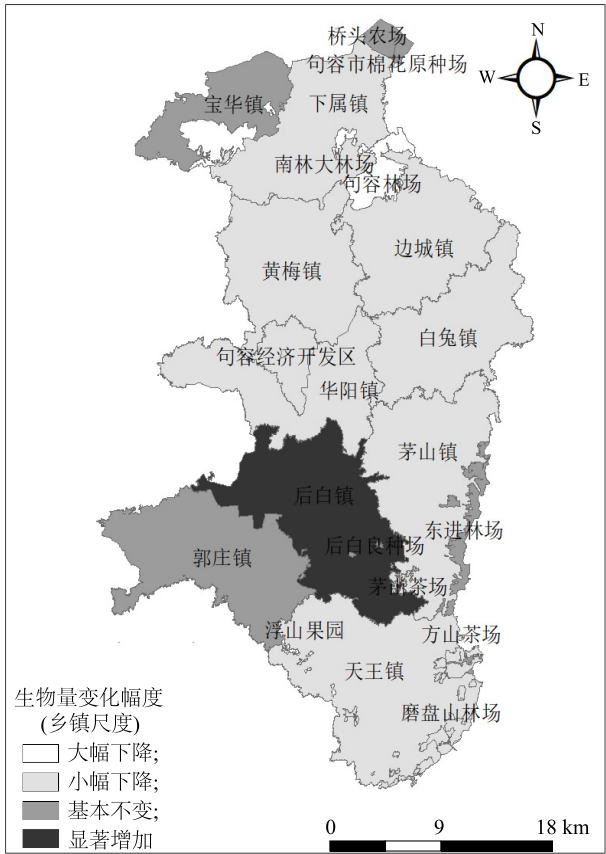 桥头农场
N
句容市棉花原种场
W
E
宝华镇
下属镇
S
南林大林场
句容林场
边城镇
黄梅镇
白兔镇
句容经济开发区
华阳镇
茅山镇
后白镇
东进林场
后白良种场
郭庄镇
茅山茶场
浮山果园
方山茶场
天王镇
磨盘山林场
生物量变化幅度
(乡镇尺度)
大幅下降;
小幅下降;
基本不变;
显著增加
0 9 18 km